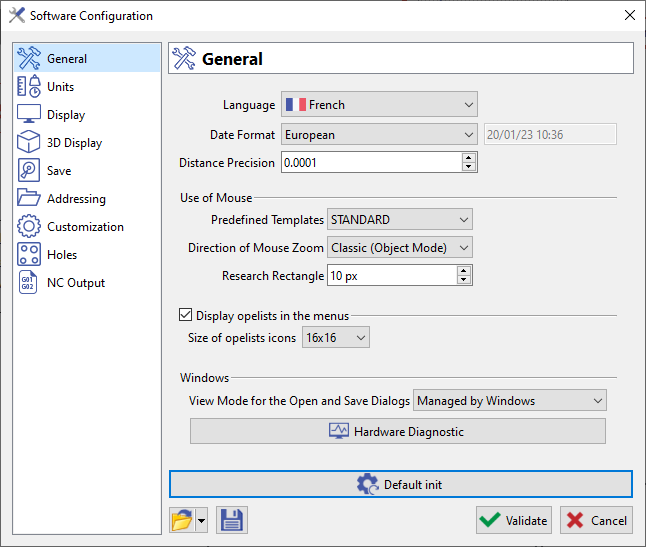 Software Configuration
General
Units
Display
3D Display
Save
Addressing
Customization
Holes
G01
G02
NC Output
General
Language French
Date Format European 20/01/23 10:36
Distance Precision 0.0001
Use of Mouse
Predefined Templates STANDARD
Direction of Mouse Zoom Classic (Object Mode)
Research Rectangle 10 px
Display opelists in the menus
Size of opelists icons 16x16
Windows
View Mode for the Open and Save Dialogs Managed by Windows
Hardware Diagnostic
Default init
Validate Cancel